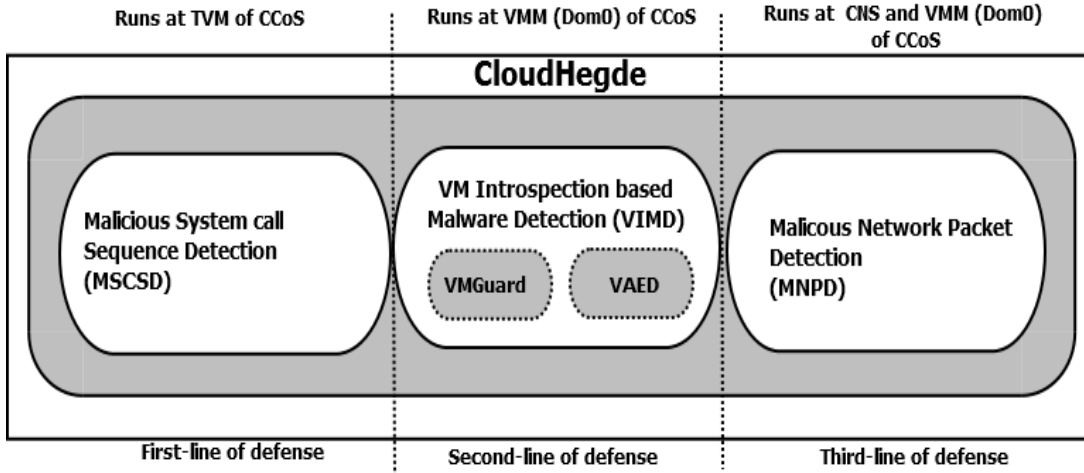 Runs at TVM of CCoS
Runs at VMM (Dom0) of CCoS
Runs at CNS and VMM (Dom0)
of CCoS
CloudHegde
Malicious System call
Sequence Detection
(MSCSD)
VM Introspection based
Malware Detection (VIMD)
VMGuard
VAED
Malicous Network Packet
Detection
(MNPD)
First-line of defense
Second-line of defense
Third-line of defense